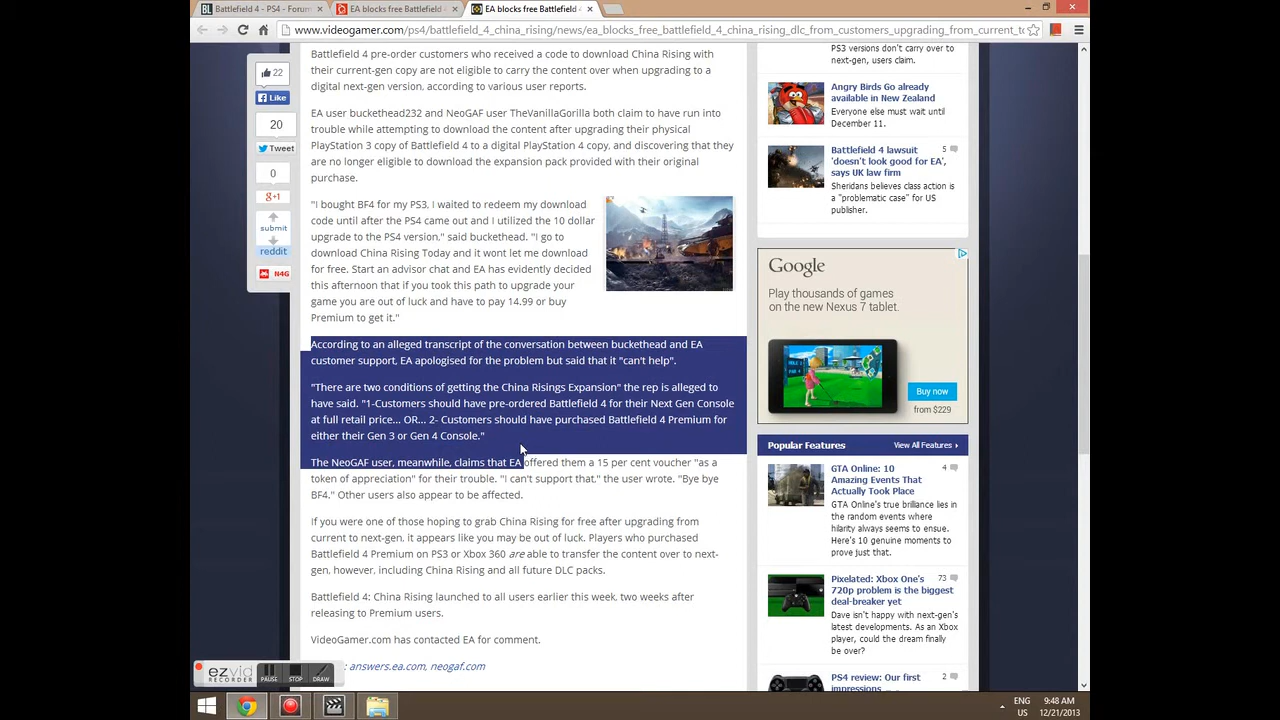 Battlefield 4 - PS4 - Forum
EA blocks free Battlefield
EA blocks free Battlefield
www.videogamer.com/ps4/battlefield_4_china_rising/news/ea_blocks_free_battlefield_4_china_rising_dlc_from_customers_upgrading_from_current_to
22
Like
20
Tweet
0
g+1
submit
reddit
N4G
Battlefield 4 pre-order customers who received a code to download China Rising with
their current-gen copy are not eligible to carry the content over when upgrading to a
digital next-gen version, according to various user reports.
EA user buckethead232 and NeoGAF user TheVanillaGorilla both claim to have run into
trouble while attempting to download the content after upgrading their physical
PlayStation 3 copy of Battlefield 4 to a digital PlayStation 4 copy, and discovering that they
are no longer eligible to download the expansion pack provided with their original
purchase.
"I bought BF4 for my PS3, I waited to redeem my download
code until after the PS4 came out and I utilized the 10 dollar
upgrade to the PS4 version," said buckethead. "I go to
download China Rising Today and it wont let me download
for free. Start an advisor chat and EA has evidently decided
this afternoon that if you took this path to upgrade your
game you are out of luck and have to pay 14.99 or buy
Premium to get it."
According to an alleged transcript of the conversation between buckethead and EA
customer support, EA apologised for the problem but said that it "can't help".
"There are two conditions of getting the China Risings Expansion" the rep is alleged to
have said. "1-Customers should have pre-ordered Battlefield 4 for their Next Gen Console
at full retail price... OR... 2- Customers should have purchased Battlefield 4 Premium for
either their Gen 3 or Gen 4 Console."
The NeoGAF user, meanwhile, claims that EA offered them a 15 per cent voucher "as a
token of appreciation" for their trouble. "I can't support that," the user wrote. "Bye bye
BF4." Other users also appear to be affected.
If you were one of those hoping to grab China Rising for free after upgrading from
current to next-gen, it appears like you may be out of luck. Players who purchased
Battlefield 4 Premium on PS3 or Xbox 360 are able to transfer the content over to next-
gen, however, including China Rising and all future DLC packs.
Battlefield 4: China Rising launched to all users earlier this week, two weeks after
releasing to Premium users.
VideoGamer.com has contacted EA for comment.
: answers.ea.com, neogaf.com
PS3 versions don't carry over to
next-gen, users claim.
Angry Birds Go already
available in New Zealand
Everyone else must wait until
December 11.
Battlefield 4 lawsuit 5
'doesn't look good for EA',
says UK law firm
Sheridans believes class action is
a "problematic case" for US
publisher.
Google
Play thousands of games
on the new Nexus 7 tablet.
Buy now
from $229
Popular Features View All Features
GTA Online: 10 4
Amazing Events That
Actually Took Place
GTA Online's true brilliance lies in
the random events where
hilarity always seems to ensue.
Here's 10 genuine moments to
prove just that.
Pixelated: Xbox One's 73
720p problem is the biggest
deal-breaker yet
Dave isn't happy with next-gen's
latest developments. As an Xbox
player, could the dream finally
be over?
PS4 review: Our first 2
impressions
ezvid
RECORDER
PAUSE
STOP
DRAW
ENG
US
9:48 AM
12/21/2013